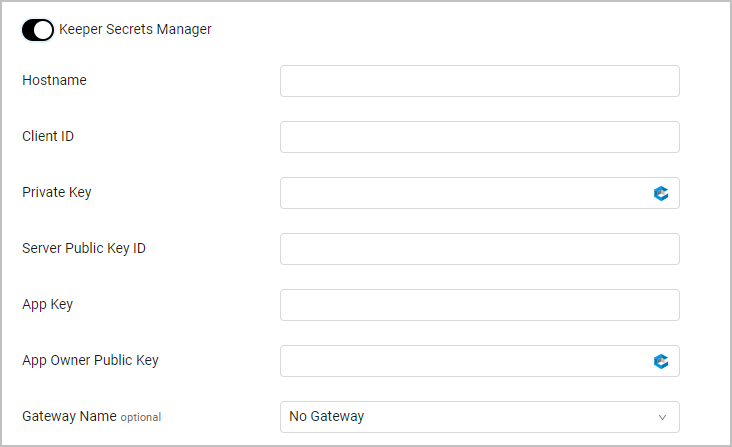 Keeper Secrets Manager
Hostname
Client ID
Private Key
Server Public Key ID
App Key
App Owner Public Key
Gateway Name optional No Gateway